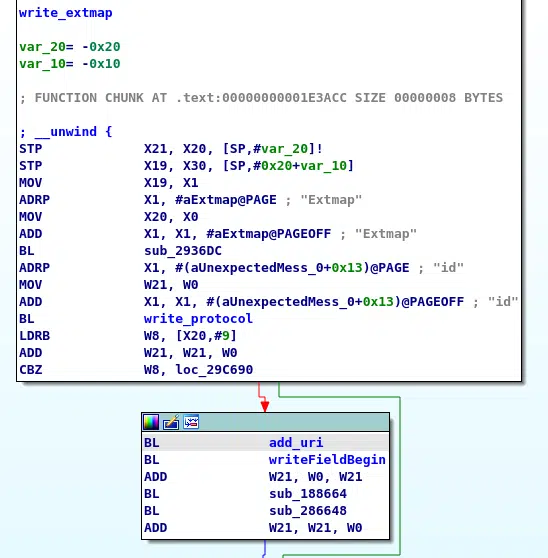 write_extmap
var_20= -0x20
var_10= -0x10
; FUNCTION CHUNK AT .text:00000000001E3ACC SIZE 00000008 BYTES
; __unwind {
STP X21, X20, [SP,#var_20]!
STP X19, X30, [SP,#0x20+var_10]
MOV X19, X1
ADRP X1, #aExtmap@PAGE ; "Extmap"
MOV X20, X0
ADD X1, X1, #aExtmap@PAGEOFF ; "Extmap"
BL sub_2936DC
ADRP X1, #(aUnexpectedMess_0+0x13)@PAGE ; "id"
MOV W21, W0
ADD X1, X1, #(aUnexpectedMess_0+0x13)@PAGEOFF ; "id"
BL write_protocol
LDRB W8, [X20,#9]
ADD W21, W21, W0
CBZ W8, loc_29C690
BL add_uri
BL writeFieldBegin
ADD W21, W0, W21
BL sub_188664
BL sub_286648
ADD W21, W21, W0